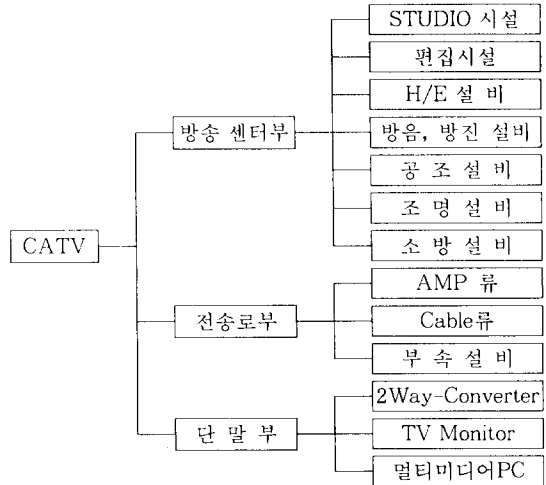 CATV
방송 센터부
STUDIO 시설
편집시설
H/E 설 비
방음, 방진 설비
공 조 설 비
조 명 설 비
소 방 설 비
전송로부
AMP 류
Cable류
부 속 설 비
단 말 부
2Way-Converter
TV Monitor
멀티미디어PC